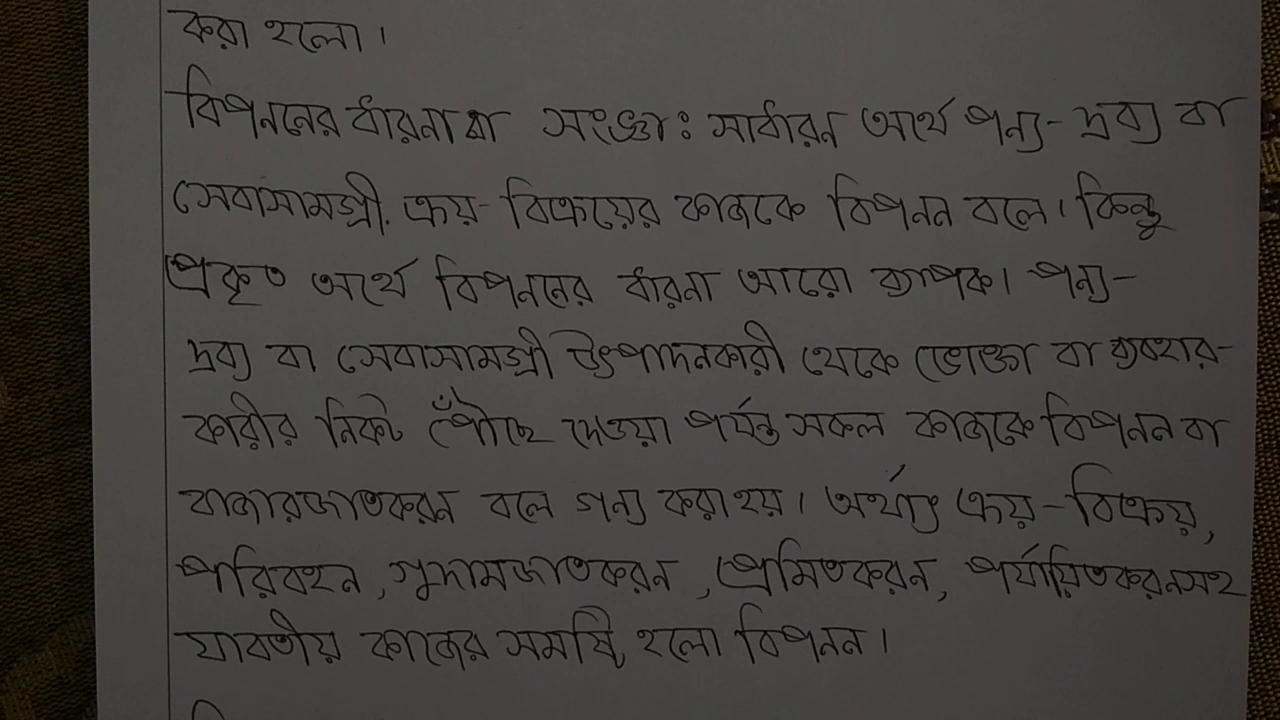 করা হলো।
বিপননের ধারনা বা সংজ্ঞা : সাধারন অর্থে পন্য- দ্রব্য বা
সেবাসামগ্রী. ক্রয়- বিক্রয়ের কাজকে বিপনন বলে। কিন্তু
প্রকৃত অর্থে বিপননের ধারনা আরো ব্যাপক। পন্য-
দ্রব্য বা সেবাসামগ্রী উৎপাদনকারী থেকে ভোক্তা বা ব্যবহার-
কারীর নিকট পৌঁছে দেওয়া পর্যন্ত সকল কাজকে বিপনন বা
বাজারজাতকরন বলে গন্য করা হয়। অর্থ্যাৎ ক্রয়-বিক্রয়,
পরিবহন, গুদামজাতকরন, প্রমিতকরন, পর্যায়িতকরনসহ
যাবতীয় কাজের সমষ্টি হলো বিপনন।